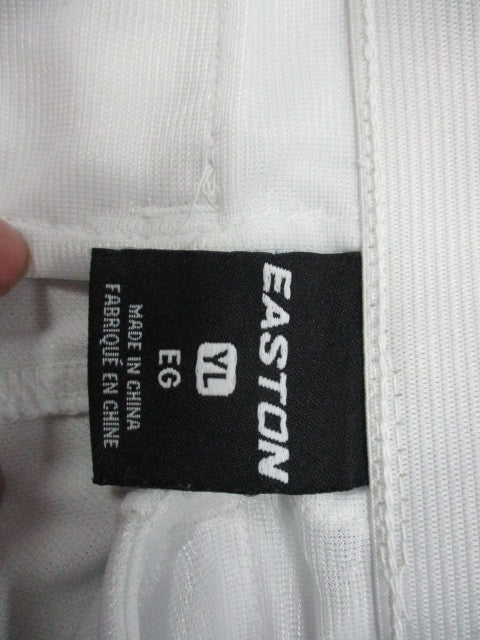 EASTON
YL
EG
MADE IN CHINA
FABRIQUÉ EN CHINE